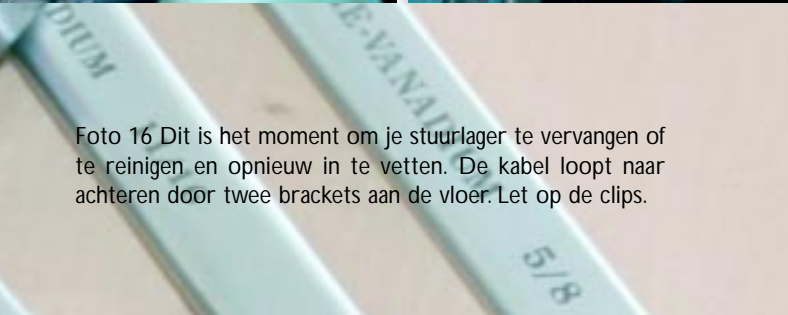 DIUM
E-VANADIUM
Foto 16 Dit is het moment om je stuurlager te vervangen of
te reinigen en opnieuw in te vetten. De kabel loopt naar
achteren door twee brackets aan de vloer. Let op de clips.
5/8